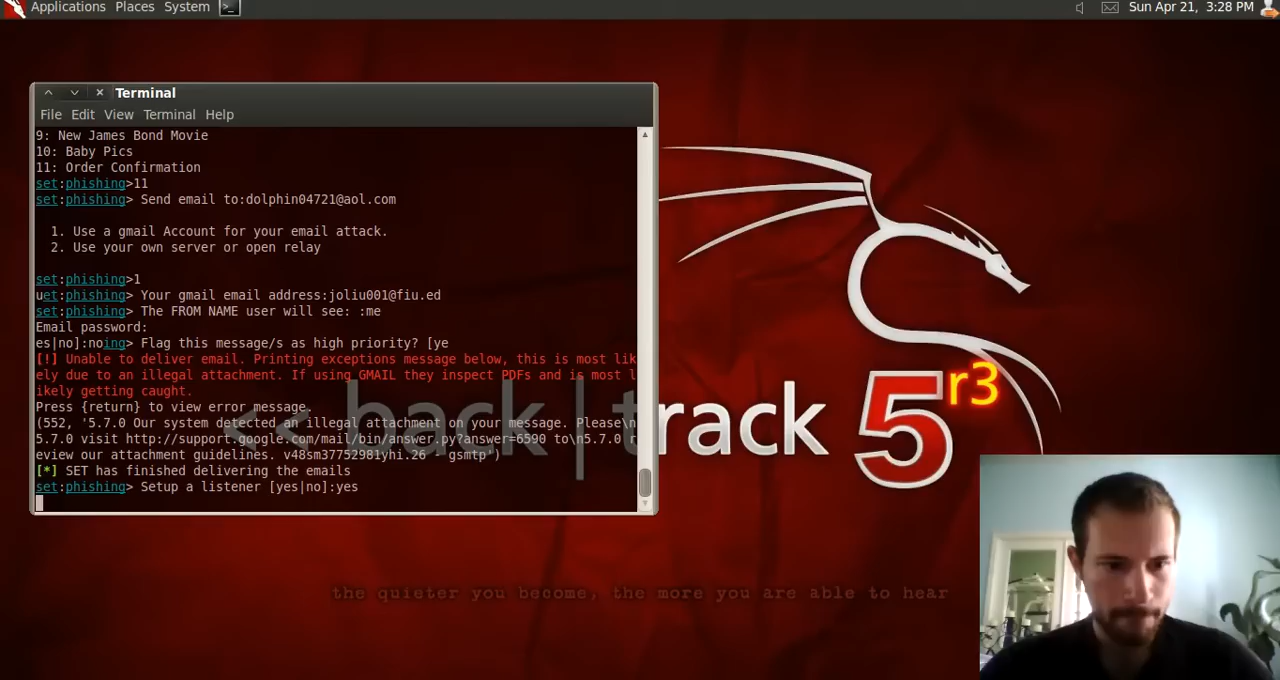 Applications Places System
Sun Apr 21, 3:28 PM
Terminal
File Edit View Terminal Help
9: New James Bond Movie
10: Baby Pics
11: Order Confirmation
set:phishing>11
set:phishing> Send email to:dolphin04721@aol.com
1. Use a gmail Account for your email attack.
2. Use your own server or open relay
set:phishing>1
uet:phishing> Your gmail email address:joliu001@fiu.ed
set:phishing> The FROM NAME user will see: :me
Email password:
es|no]:noing> Flag this message/s as high priority? [ye
[!] Unable to deliver email. Printing exceptions message below, this is most lik
ely due to an illegal attachment. If using GMAIL they inspect PDFs and is most l
ikely getting caught.
Press {return} to view error message.
(552, '5.7.0 Our system detected an illegal attachment on your message. Please\n
5.7.0 visit http://support.google.com/mail/bin/answer.py?answer=6590 to\n5.7.0 r
eview our attachment guidelines. v48sm37752981yhi.26 - gsmtp')
[*] SET has finished delivering the emails
set:phishing> Setup a listener [yes|no]:yes
<< back | track 5 r3
the quieter you become, the more you are able to hear